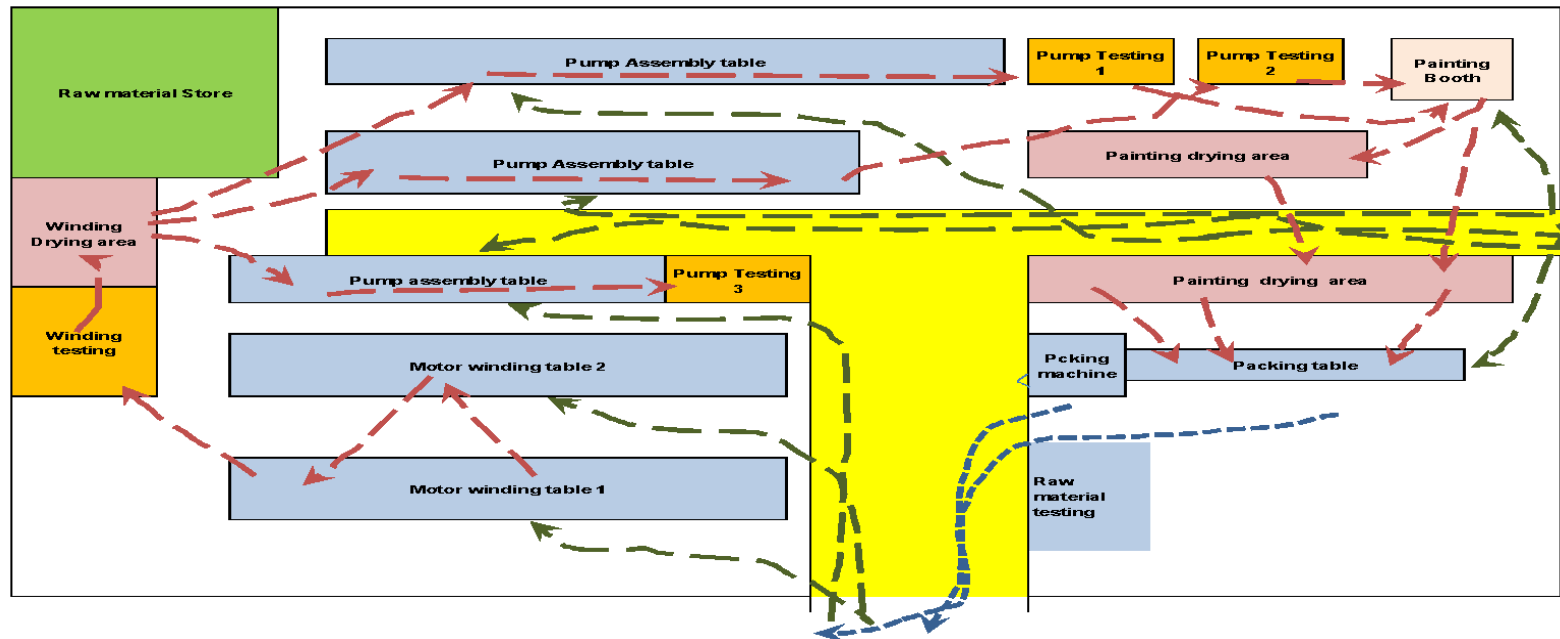 Pump Assembly table
Pump Testing
1
Pump Testing
2
Painting
Booth
Raw material Store
Pump Assembly table
Painting drying area
Winding
Drying area
Pump assembly table
Pump Testing
3
Painting drying area
Winding
testing
Motor winding table 2
Pcking
machine
Packing table
Motor winding table 1
Raw
material
testing